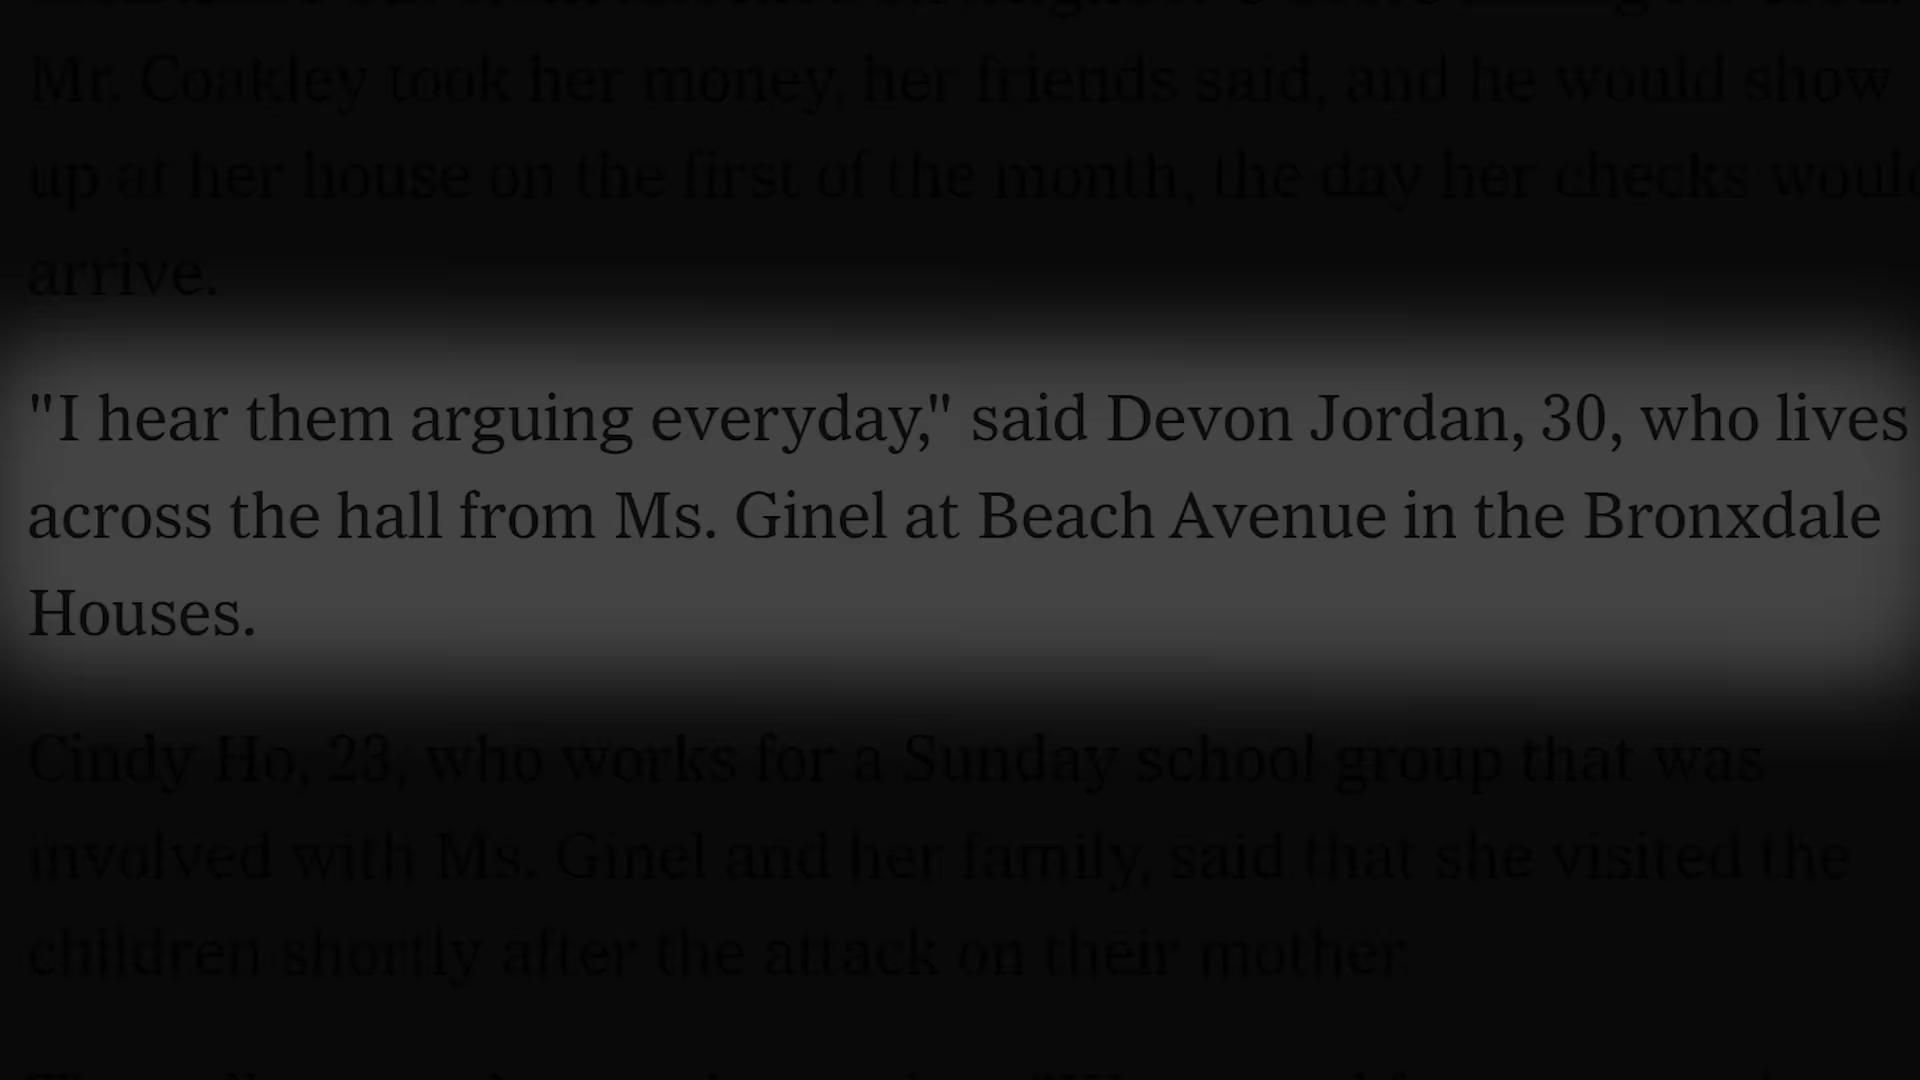 Mr. Coakley took her money, her friends said, and he would show
up at her house on the first of the month, the day her checks would
arrive.
"I hear them arguing everyday," said Devon Jordan, 30, who lives
across the hall from Ms. Ginel at Beach Avenue in the Bronxdale
Houses.
Cindy Ho, 23, who works for a Sunday school group that was
involved with Ms. Ginel and her family, said that she visited the
children shortly after the attack on their mother.